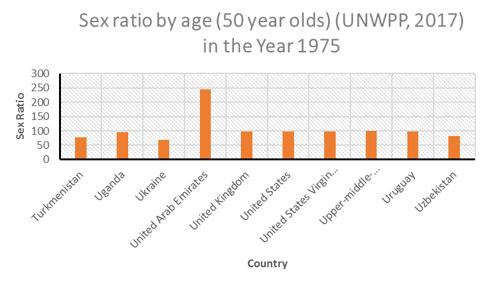 Sex ratio by age (50 year olds) (UNWPP, 2017)
in the Year 1975
300
250
200
150
100
50
0
Sex Ratio
Turkmenistan
Uganda
Ukraine
United Arab Emirates
United Kingdom
United States
United States Virgin…
Upper-middle-…
Uruguay
Uzbekistan
Country